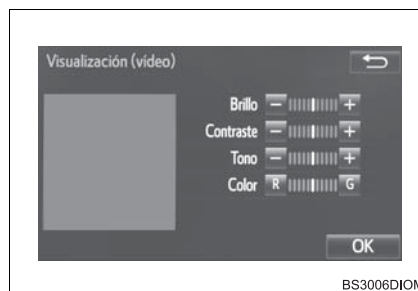 Visualización (vídeo)
Brillo - +
Contraste - +
Tono - +
Color R G
OK
BS3006DIOM